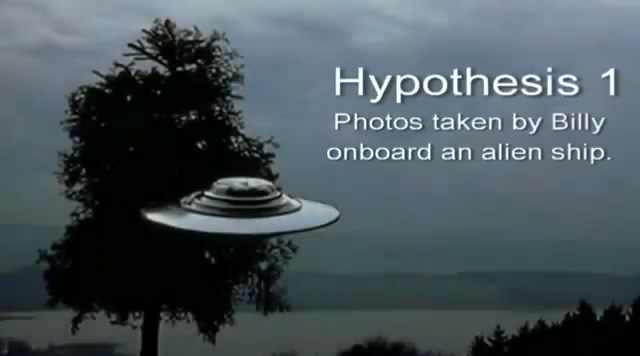 Hypothesis 1
Photos taken by Billy
onboard an alien ship.